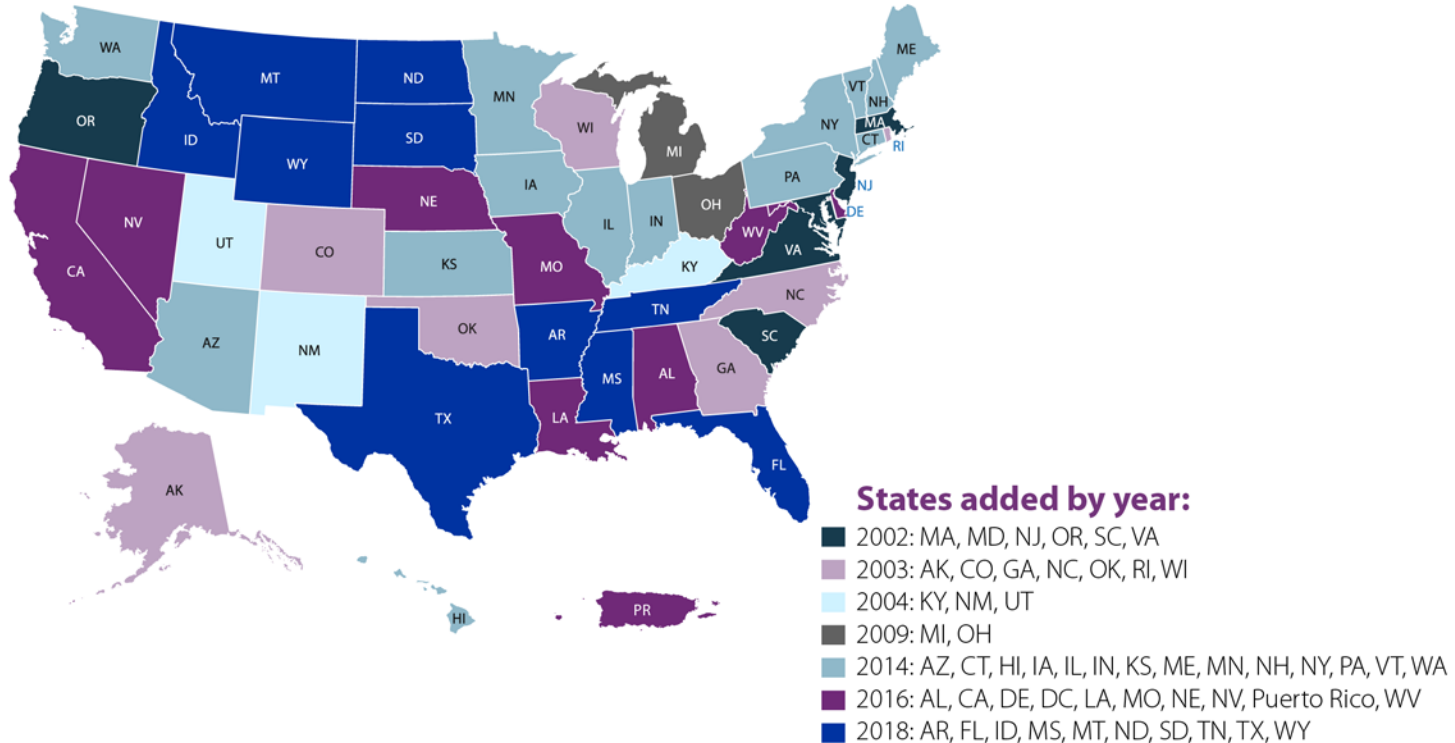 WA
MT
ND
MN
ME
VT
NH
OR
ID
SD
WI
NY
MA
CT
RI
WY
MI
IA
PA
NJ
NE
NV
OH
DE
UT
IL
IN
WV
CO
VA
CA
KS
MO
KY
NC
TN
OK
AZ
NM
AR
SC
GA
MS
AL
TX
LA
FL
AK
HI
PR
States added by year:
2002: MA, MD, NJ, OR, SC, VA
2003: AK, CO, GA, NC, OK, RI, WI
2004: KY, NM, UT
2009: MI, OH
2014: AZ, CT, HI, IA, IL, IN, KS, ME, MN, NH, NY, PA, VT, WA
2016: AL, CA, DE, DC, LA, MO, NE, NV, Puerto Rico, WV
2018: AR, FL, ID, MS, MT, ND, SD, TN, TX, WY